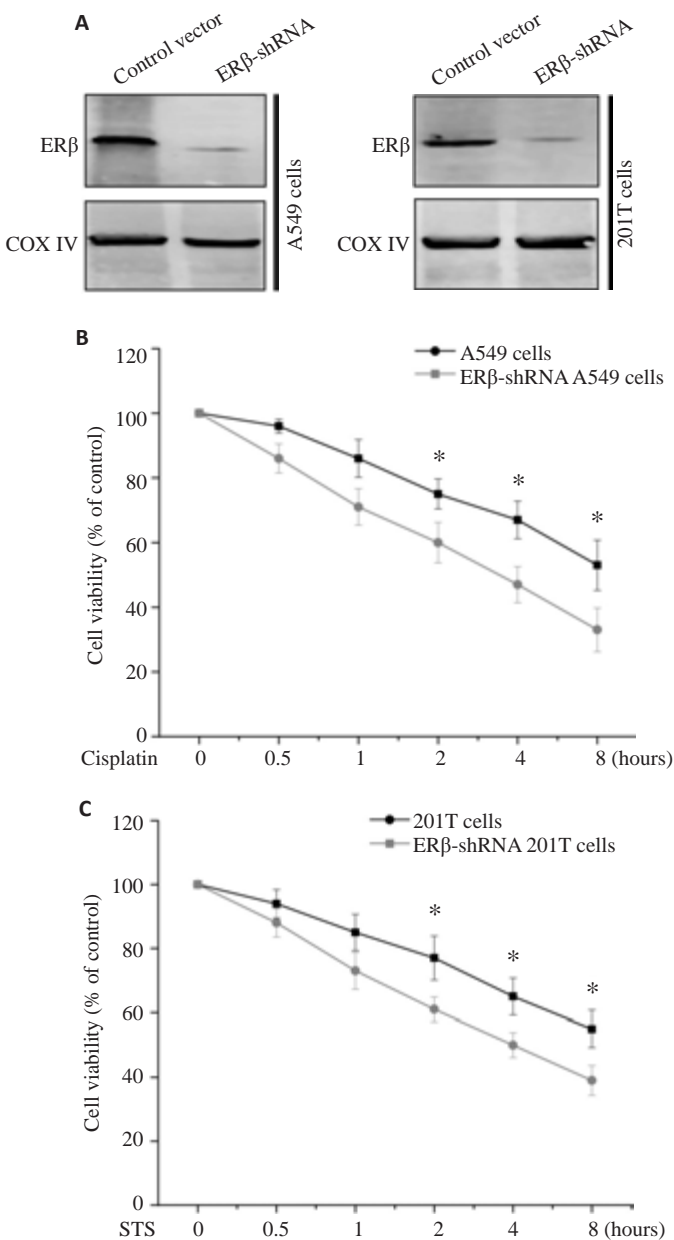 A
Control vector
ERβ-shRNA
Control vector
ERβ-shRNA
ERβ
COX IV
A549 cells
ERβ
COX IV
201T cells
B
A549 cells
ERβ-shRNA A549 cells
Cell viability (% of control)
120
100
80
60
40
20
0
*
*
*
Cisplatin 0 0.5 1 2 4 8 (hours)
C
201T cells
ERβ-shRNA 201T cells
Cell viability (% of control)
120
100
80
60
40
20
0
*
*
*
STS 0 0.5 1 2 4 8 (hours)